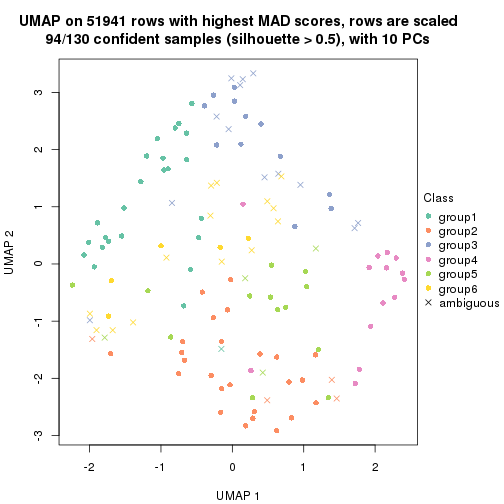 UMAP on 51941 rows with highest MAD scores, rows are scaled
94/130 confident samples (silhouette > 0.5), with 10 PCs
Class
group1
group2
group3
group4
group5
group6
ambiguous
UMAP 2
3
2
1
0
-1
-2
-3
-2
-1
0
1
2
UMAP 1